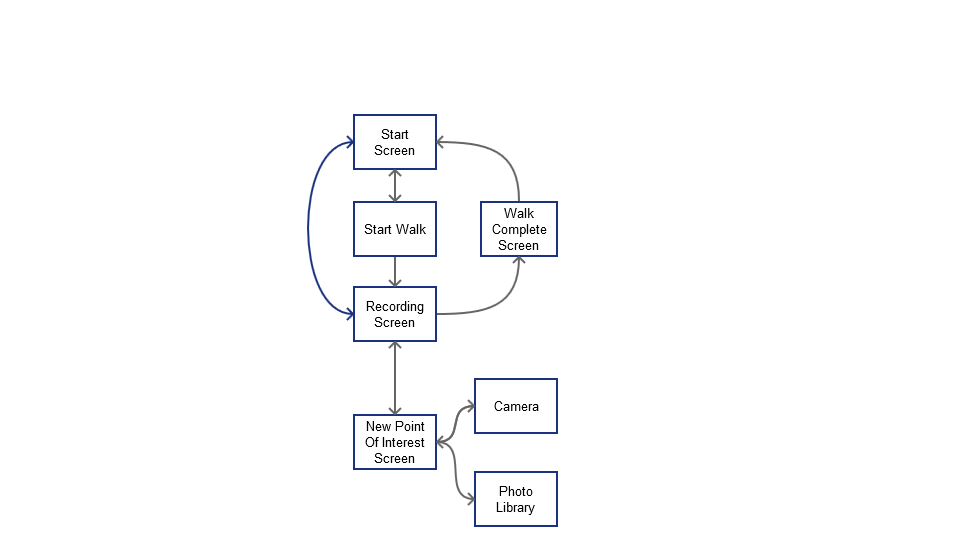 Start
Screen
Start Walk
Walk
Complete
Screen
Recording
Screen
Camera
New Point
Of Interest
Screen
Photo
Library